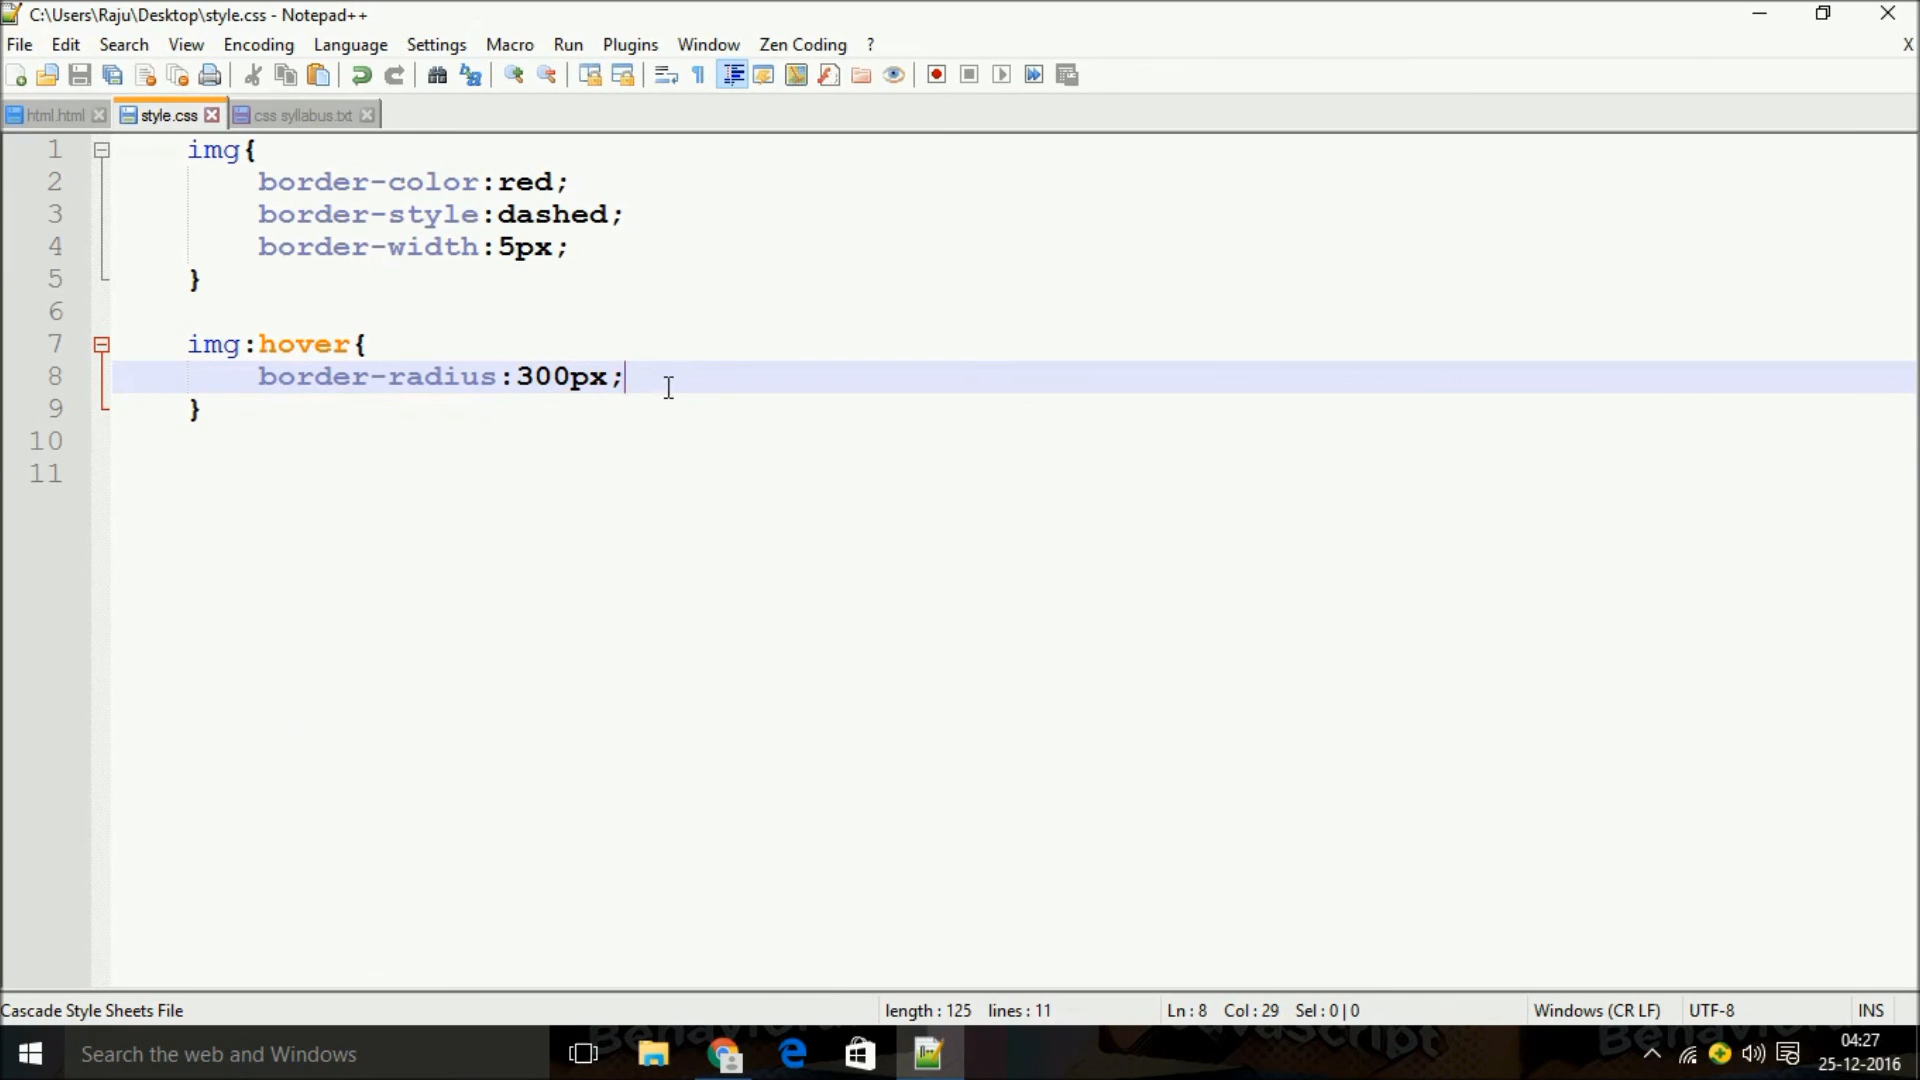 C:\Users\Raju\Desktop\style.css - Notepad++
File Edit Search View Encoding Language Settings Macro Run Plugins Window Zen Coding ? X
html.html style.css css syllabus.txt
1 img{
2 border-color:red;
3 border-style:dashed;
4 border-width:5px;
5 }
6
7 img:hover{
8 border-radius:300px;
9 }
10
11
Cascade Style Sheets File length : 125 lines : 11 Ln : 8 Col : 29 Sel : 0 | 0 Windows (CR LF) UTF-8 INS
Search the web and Windows
04:27
25-12-2016